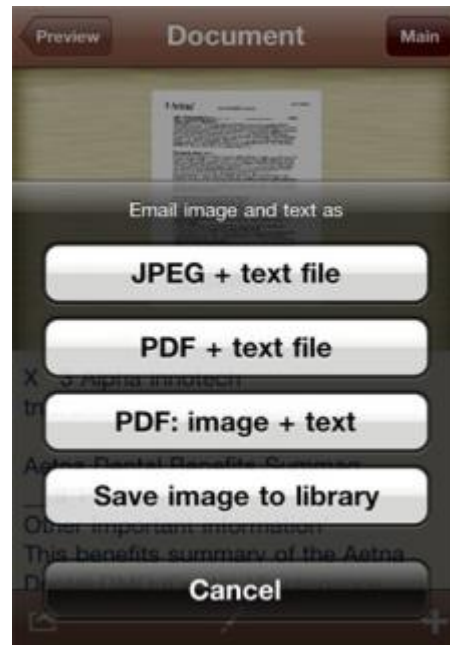 Preview
Document
Main
Email image and text as
JPEG + text file
PDF + text file
X 3 Alpha Innotech
PDF: image + text
Aetna Dental Benefits Summary
Save image to library
Other important information
This benefits summary of the Aetna
Cancel